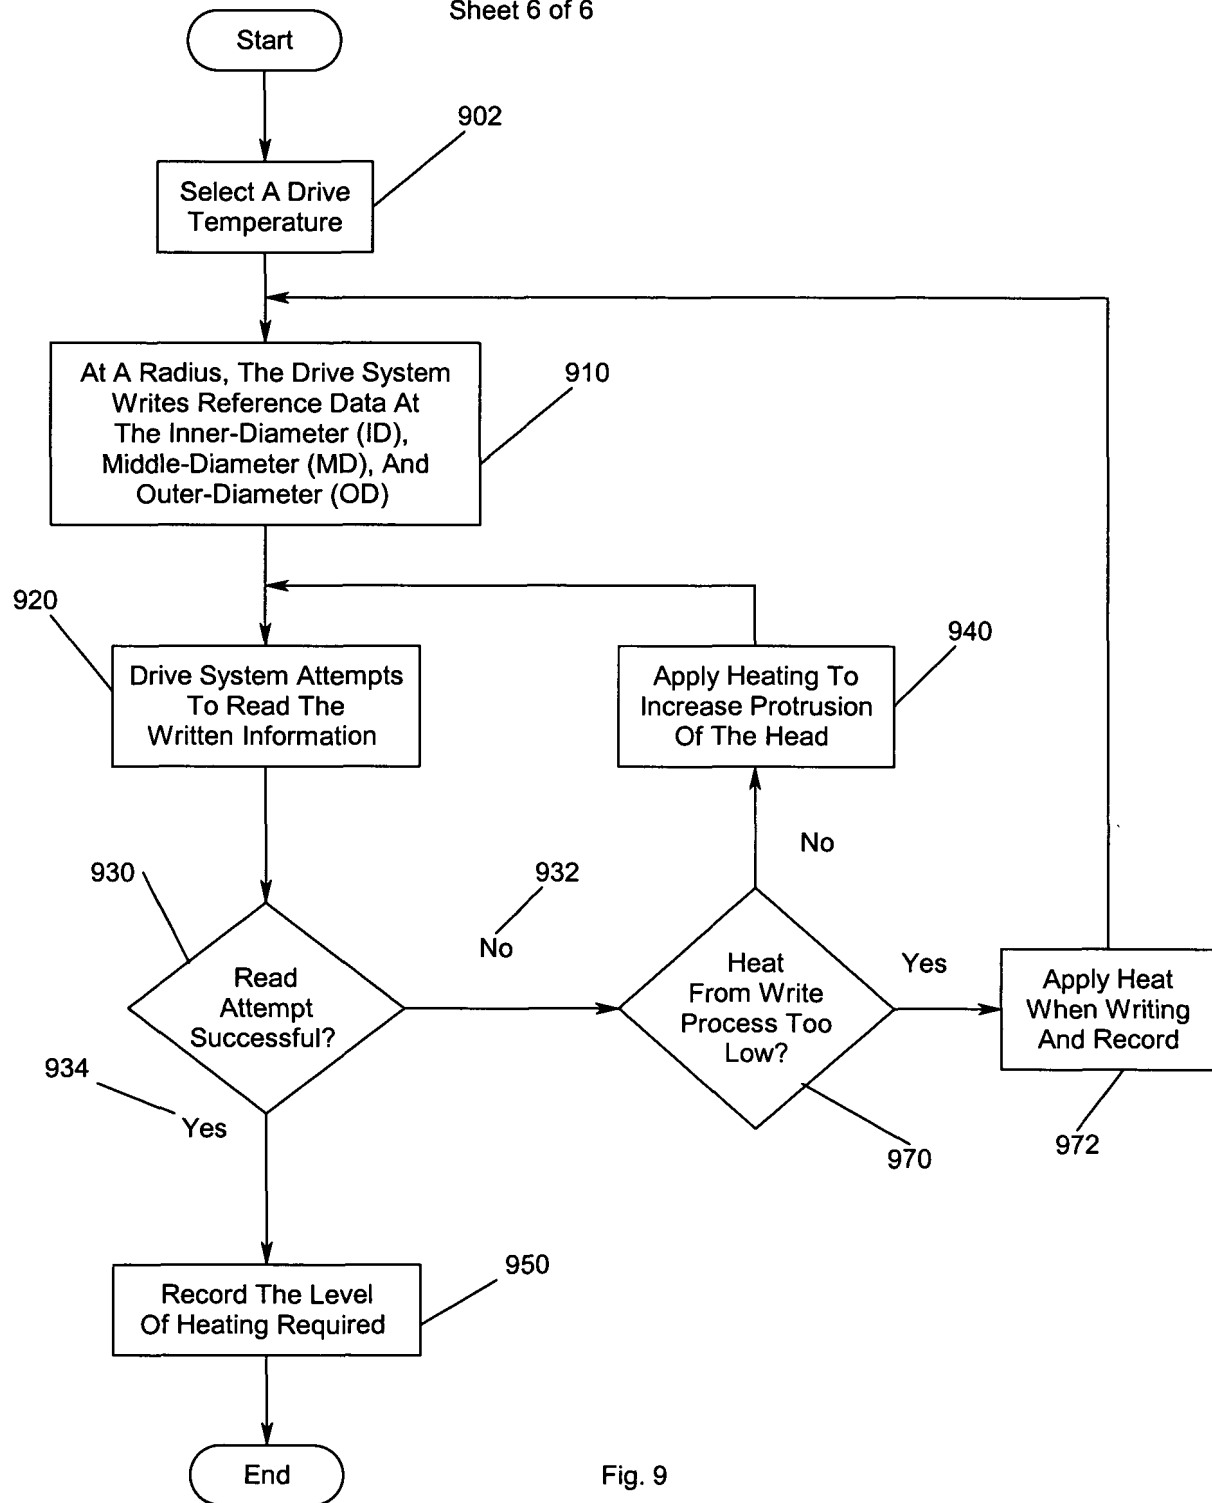 Sheet 6 of 6
Start
902
Select A Drive
Temperature
At A Radius, The Drive System
Writes Reference Data At
The Inner-Diameter (ID),
Middle-Diameter (MD), And
Outer-Diameter (OD)
910
920
Drive System Attempts
To Read The
Written Information
940
Apply Heating To
Increase Protrusion
Of The Head
No
930
932
No
Read
Attempt
Successful?
Heat
From Write
Process Too
Low?
Yes
Apply Heat
When Writing
And Record
934
Yes
970
972
950
Record The Level
Of Heating Required
End
Fig. 9